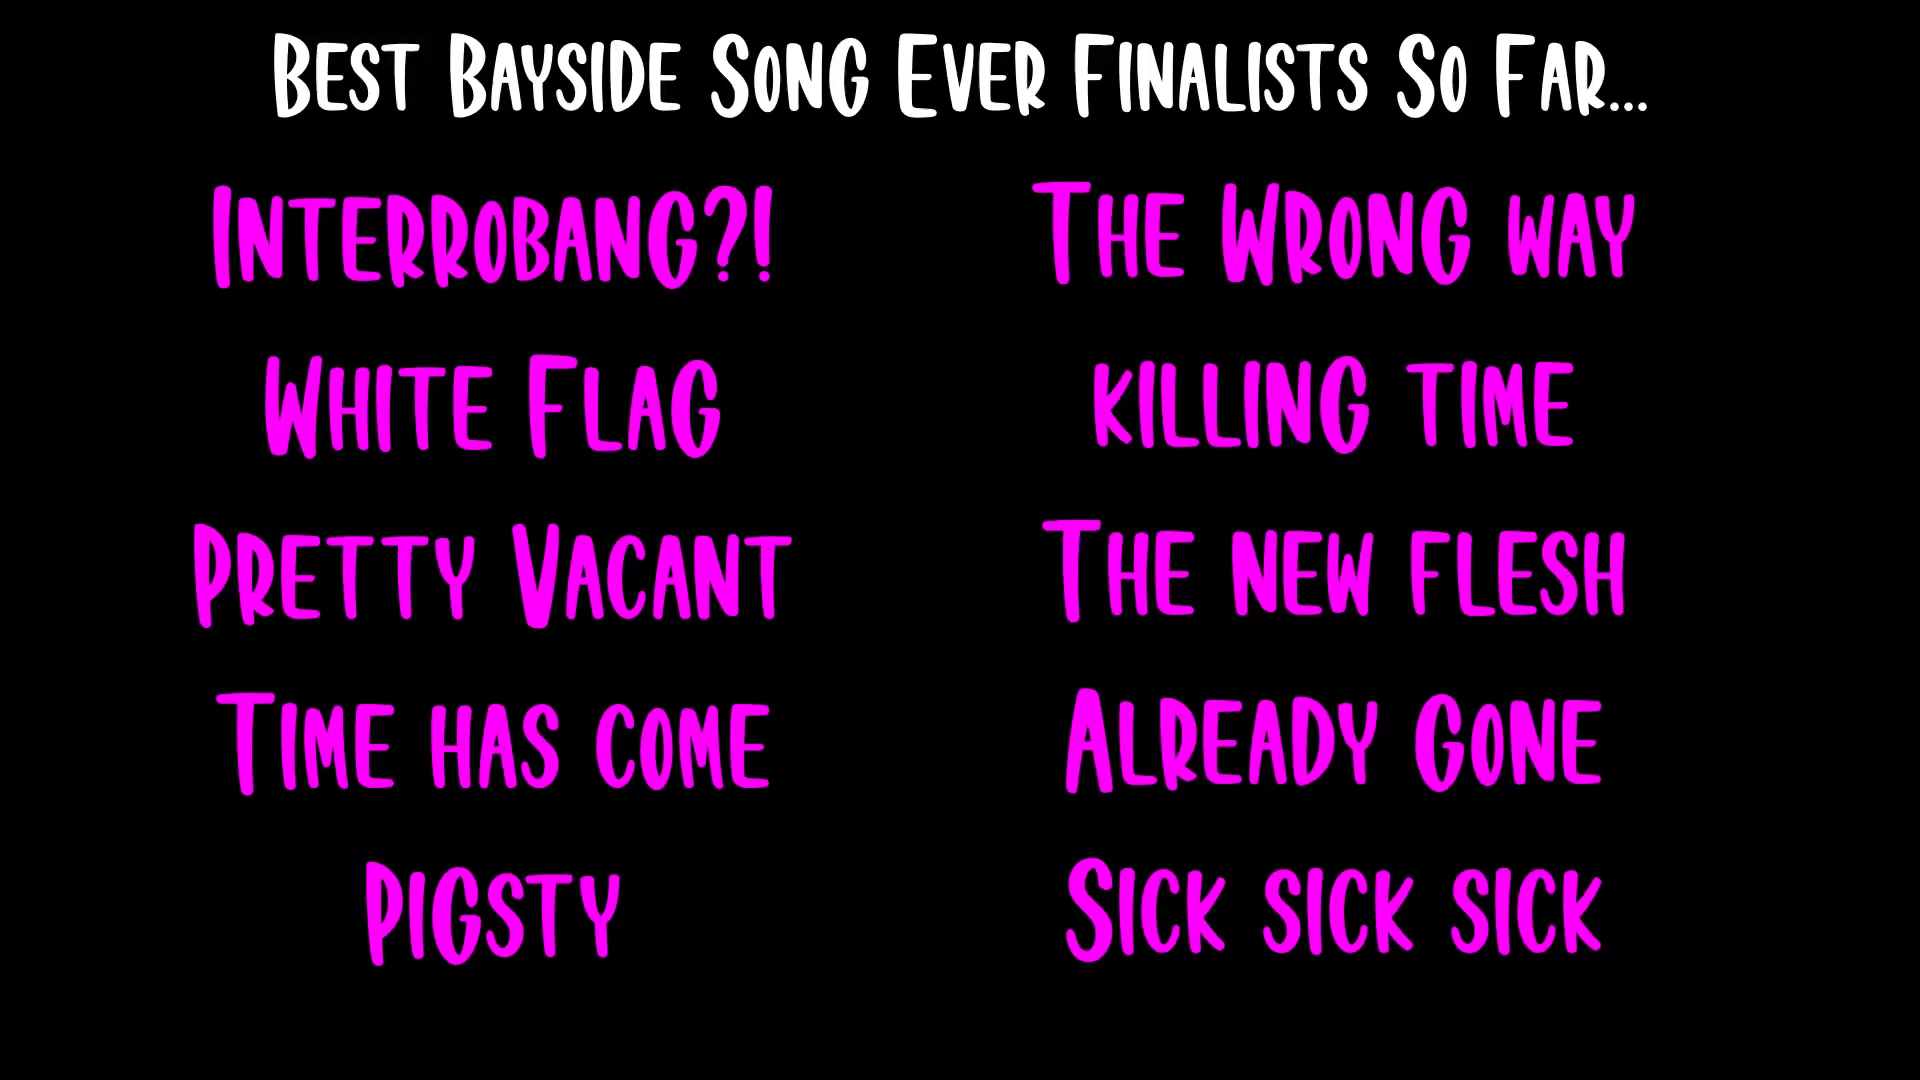 Best Bayside Song Ever Finalists So Far...
Interrobang?!
White Flag
Pretty Vacant
Time has come
Pigsty
The Wrong way
killing time
The new flesh
Already Gone
Sick sick sick